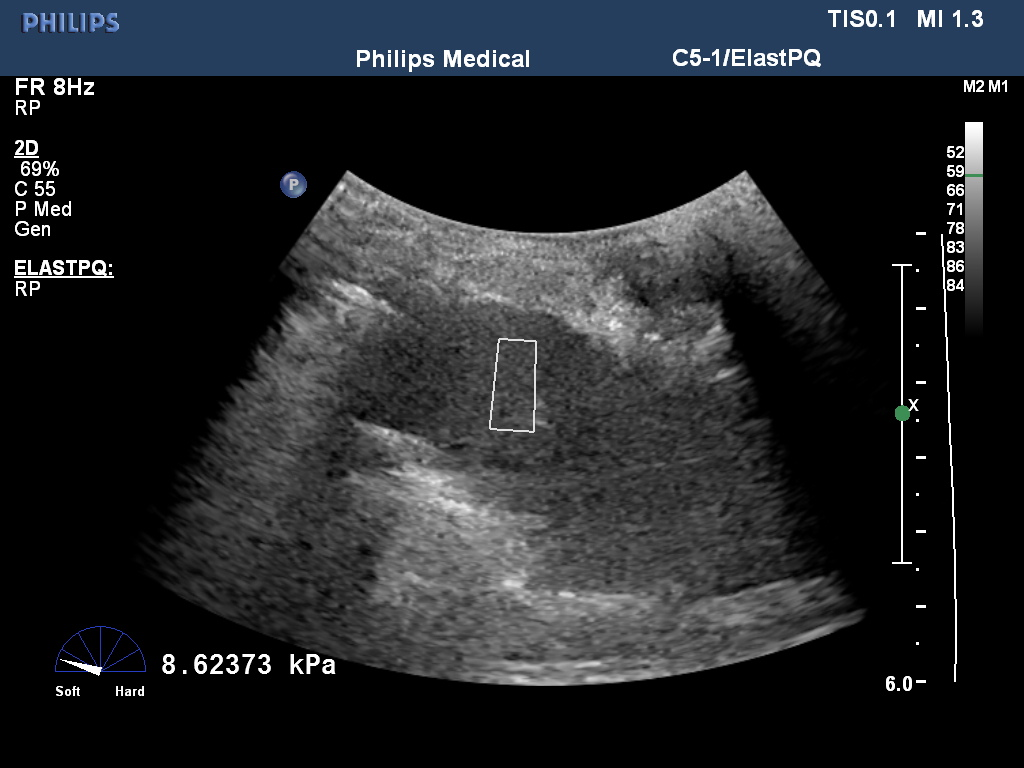 PHILIPS
TIS0.1 MI 1.3
Philips Medical
C5-1/ElastPQ
FR 8Hz
RP
2D
69%
C 55
P Med
Gen
ELASTPQ:
RP
P
M2 M1
52
59
66
71
78
83
86
84
X
8.62373 kPa
Soft Hard
6.0